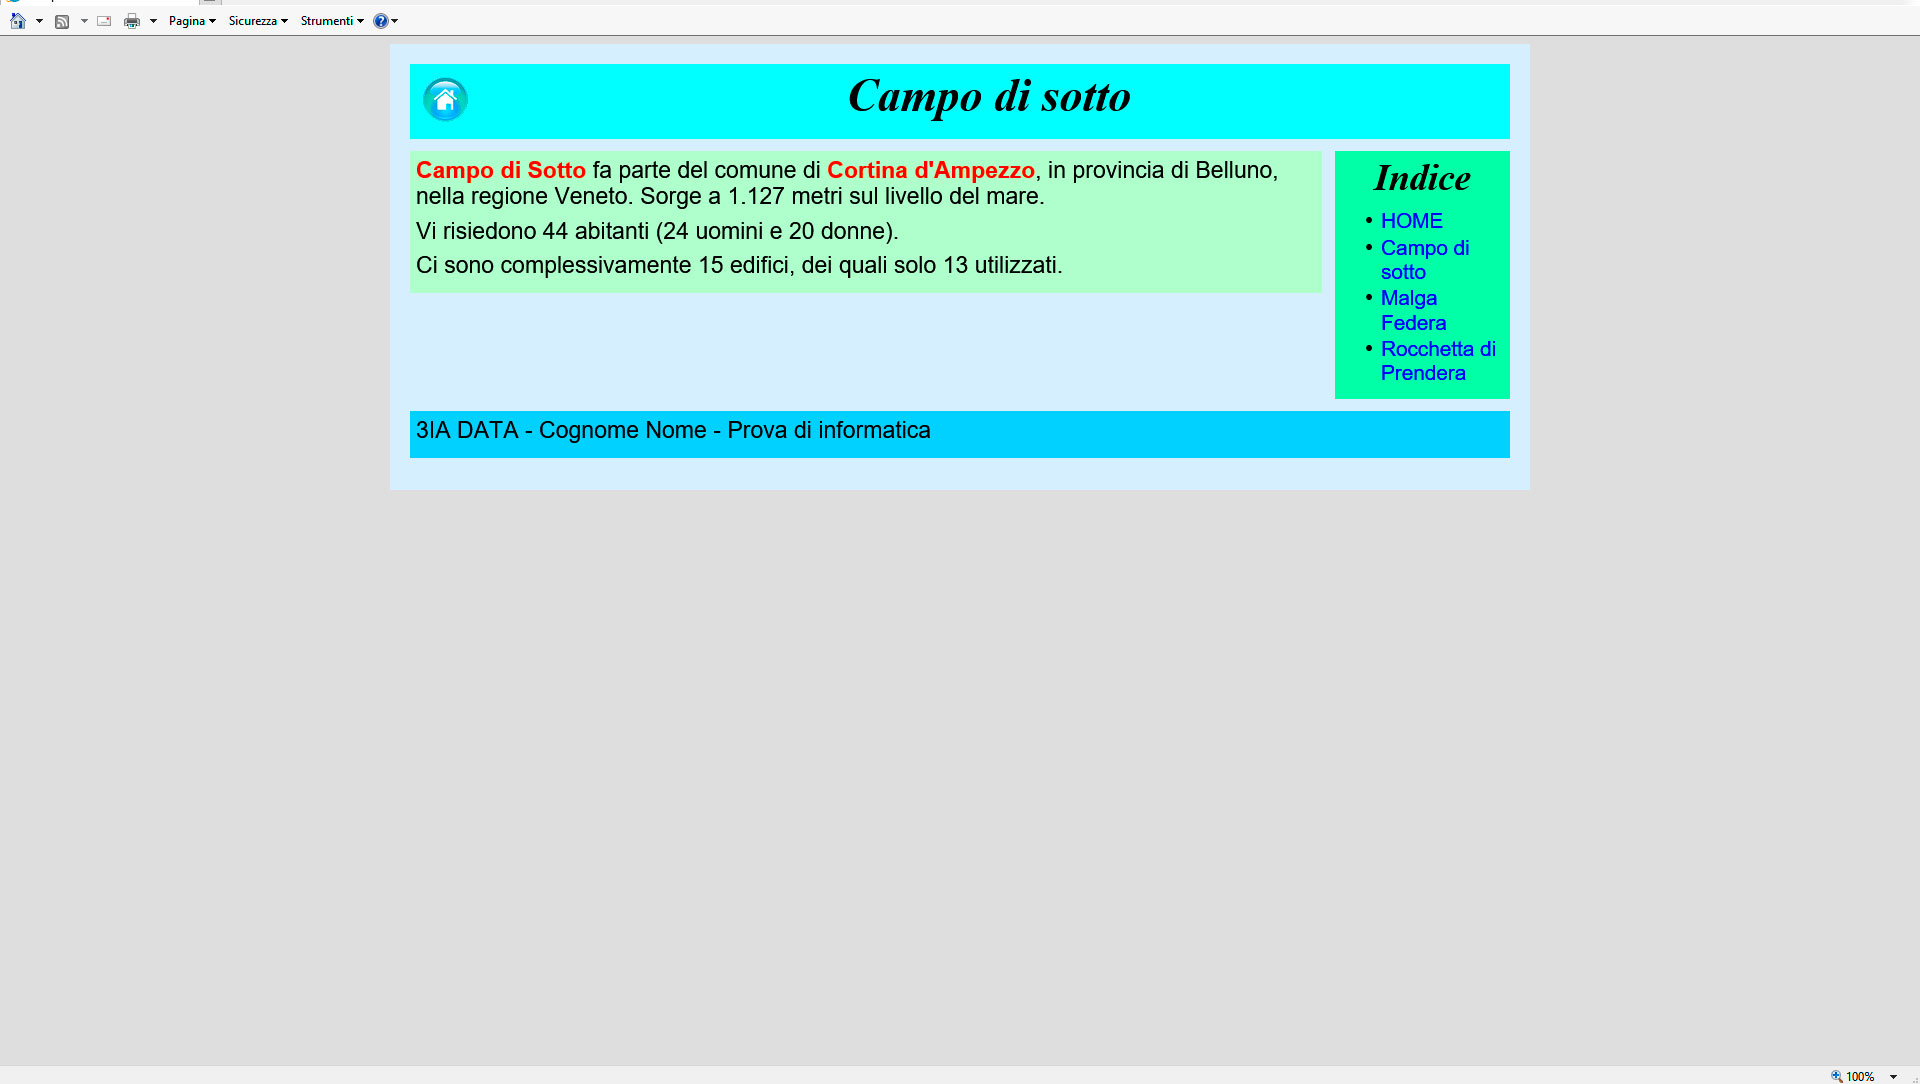 Pagina Sicurezza Strumenti
Campo di sotto
Campo di Sotto fa parte del comune di Cortina d'Ampezzo, in provincia di Belluno,
nella regione Veneto. Sorge a 1.127 metri sul livello del mare.
Vi risiedono 44 abitanti (24 uomini e 20 donne).
Ci sono complessivamente 15 edifici, dei quali solo 13 utilizzati.
Indice
HOME
Campo di
sotto
Malga
Federa
Rocchetta di
Prendera
3IA DATA - Cognome Nome - Prova di informatica
100%